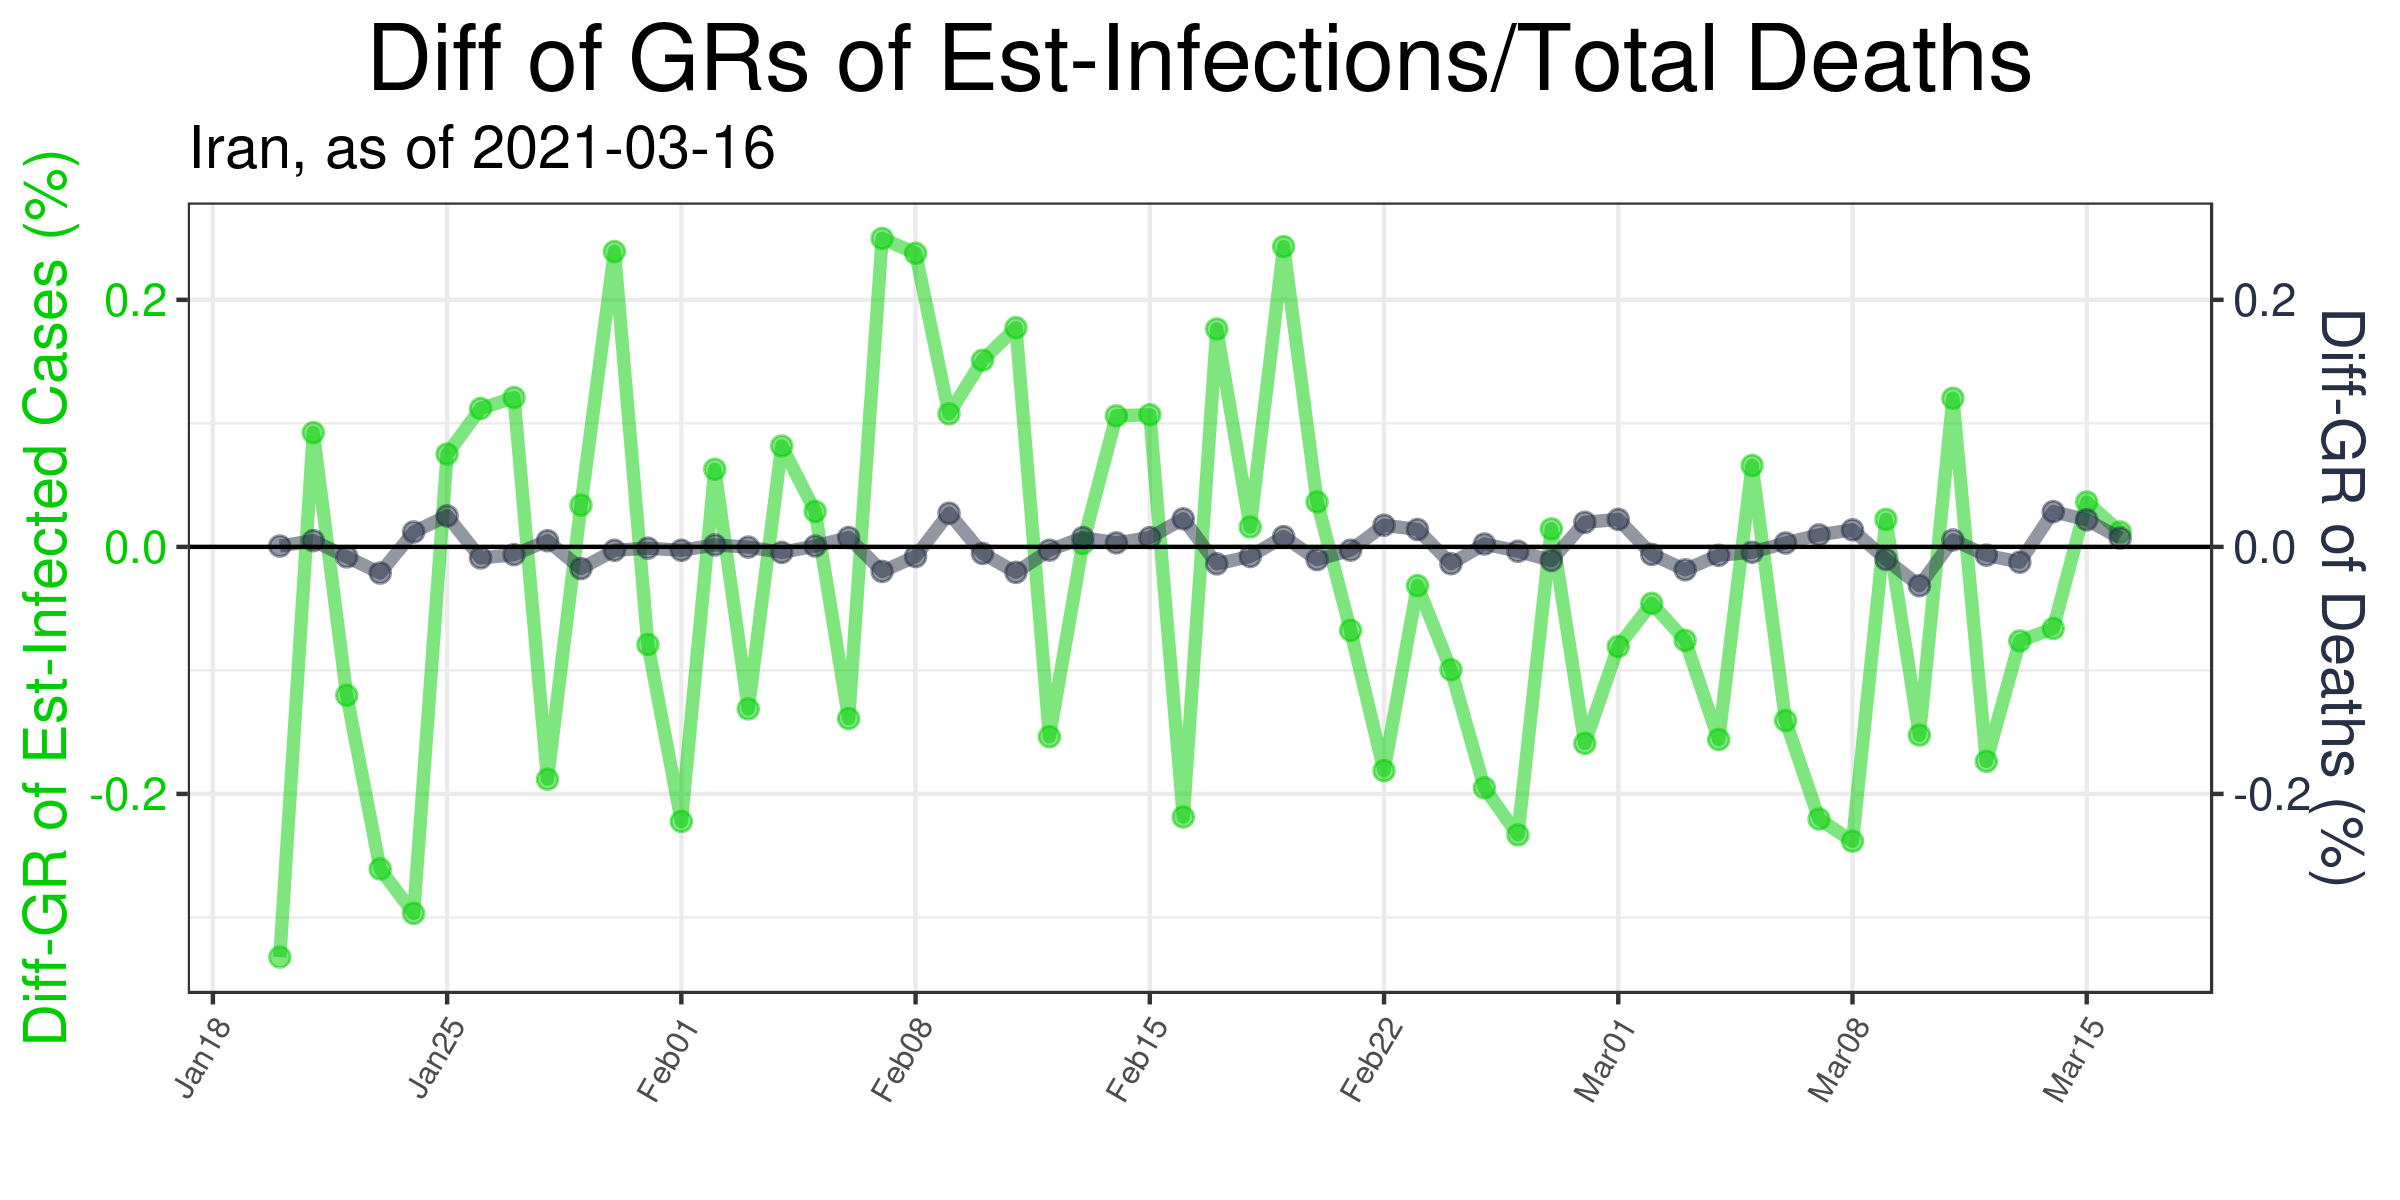 Diff of GRs of Est-Infections/Total Deaths
Iran, as of 2021-03-16
Diff-GR of Est-Infected Cases (%)
0.2
0.0
-0.2
0.2
0.0
-0.2
Diff-GR of Deaths (%)
Jan18
Jan25
Feb01
Feb08
Feb15
Feb22
Mar01
Mar08
Mar15